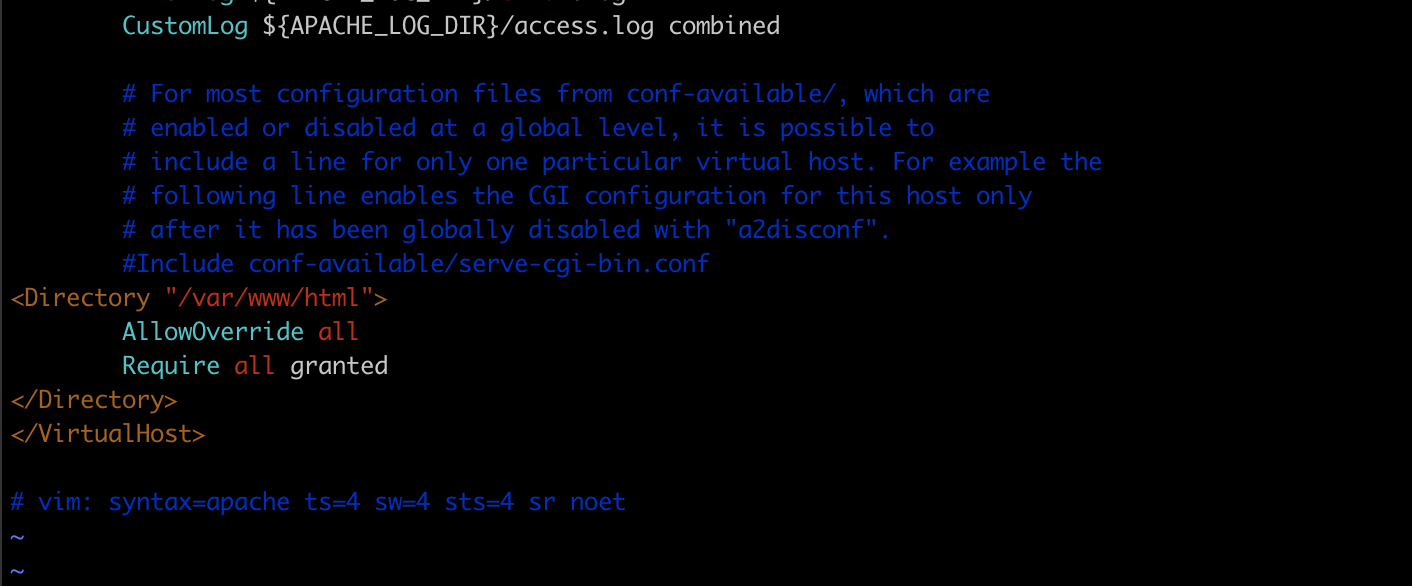 CustomLog ${APACHE_LOG_DIR}/access.log combined
# For most configuration files from conf-available/, which are
# enabled or disabled at a global level, it is possible to
# include a line for only one particular virtual host. For example the
# following line enables the CGI configuration for this host only
# after it has been globally disabled with "a2disconf".
#Include conf-available/serve-cgi-bin.conf
<Directory "/var/www/html">
AllowOverride all
Require all granted
</Directory>
</VirtualHost>
# vim: syntax=apache ts=4 sw=4 sts=4 sr noet
~
~